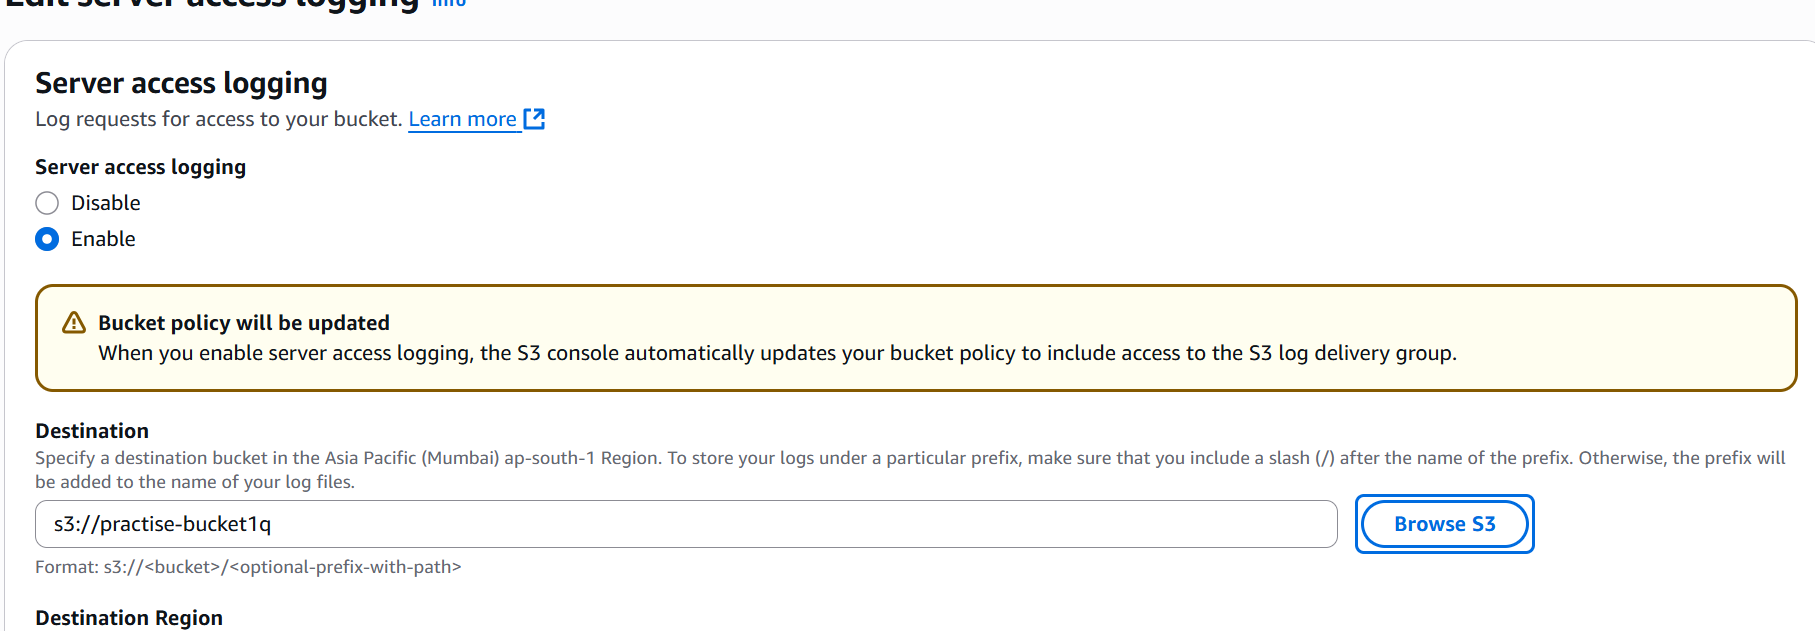 Edit server access logging Info
Server access logging
Log requests for access to your bucket. Learn more
Server access logging
Disable
Enable
Bucket policy will be updated
When you enable server access logging, the S3 console automatically updates your bucket policy to include access to the S3 log delivery group.
Destination
Specify a destination bucket in the Asia Pacific (Mumbai) ap-south-1 Region. To store your logs under a particular prefix, make sure that you include a slash (/) after the name of the prefix. Otherwise, the prefix will
be added to the name of your log files.
s3://practise-bucket1q
Browse S3
Format: s3://<bucket>/<optional-prefix-with-path>
Destination Region